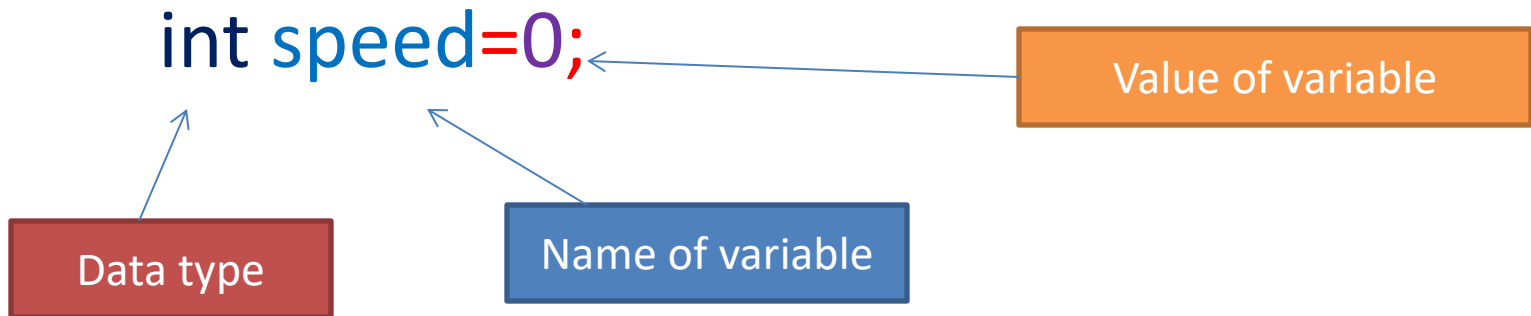 int speed=0;
Value of variable
Name of variable
Data type